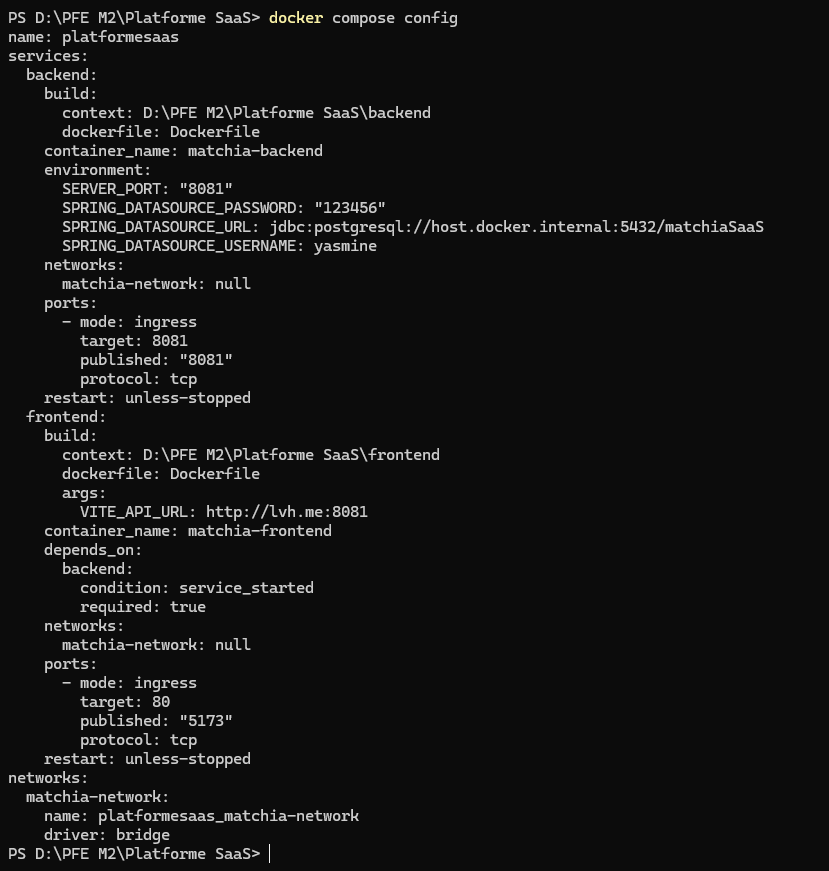 PS D:\PFE M2\Platforme SaaS> docker compose config
name: platformesaas
services:
  backend:
    build:
      context: D:\PFE M2\Platforme SaaS\backend
      dockerfile: Dockerfile
    container_name: matchia-backend
    environment:
      SERVER_PORT: "8081"
      SPRING_DATASOURCE_PASSWORD: "123456"
      SPRING_DATASOURCE_URL: jdbc:postgresql://host.docker.internal:5432/matchiaSaaS
      SPRING_DATASOURCE_USERNAME: yasmine
    networks:
      matchia-network: null
    ports:
      - mode: ingress
        target: 8081
        published: "8081"
        protocol: tcp
    restart: unless-stopped
  frontend:
    build:
      context: D:\PFE M2\Platforme SaaS\frontend
      dockerfile: Dockerfile
      args:
        VITE_API_URL: http://lvh.me:8081
    container_name: matchia-frontend
    depends_on:
      backend:
        condition: service_started
        required: true
    networks:
      matchia-network: null
    ports:
      - mode: ingress
        target: 80
        published: "5173"
        protocol: tcp
    restart: unless-stopped
networks:
  matchia-network:
    name: platformesaas_matchia-network
    driver: bridge
PS D:\PFE M2\Platforme SaaS>